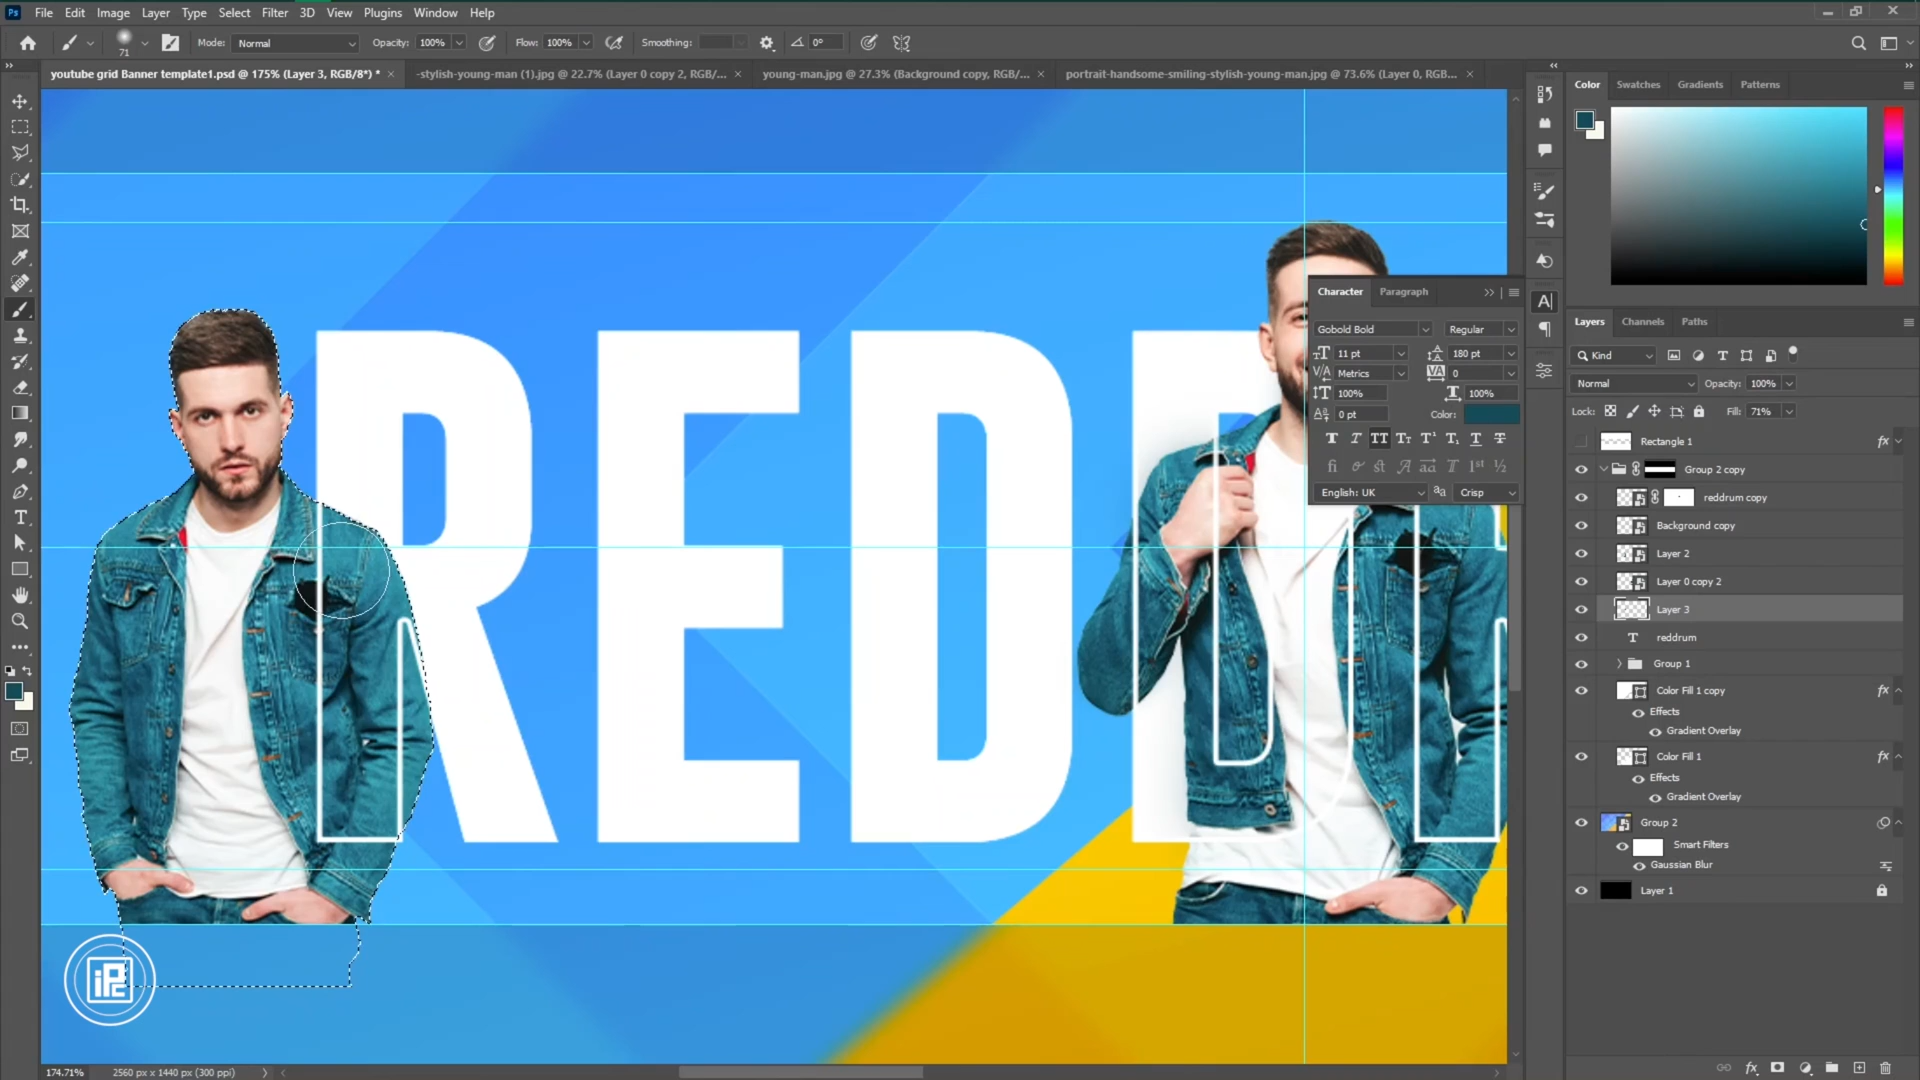 Ps File Edit Image Layer Type Select Filter 3D View Plugins Window Help
71 Mode: Normal Opacity: 100% Flow: 100% Smoothing: 0°
youtube grid Banner template1.psd @ 175% (Layer 3, RGB/8*) * × -stylish-young-man (1).jpg @ 22.7% (Layer 0 copy 2, RGB/... × young-man.jpg @ 27.3% (Background copy, RGB/... × portrait-handsome-smiling-stylish-young-man.jpg @ 73.6% (Layer 0, RGB... ×
REDD
Character Paragraph
Gobold Bold Regular
11 pt 180 pt
Metrics 0
100% 100%
0 pt Color:
English: UK Crisp
Color Swatches Gradients Patterns
Layers Channels Paths
Kind
Normal Opacity: 100%
Lock: Fill: 71%
Rectangle 1 fx
Group 2 copy
reddrum copy
Background copy
Layer 2
Layer 0 copy 2
Layer 3
reddrum
Group 1
Color Fill 1 copy fx
Effects
Gradient Overlay
Color Fill 1 fx
Effects
Gradient Overlay
Group 2
Smart Filters
Gaussian Blur
Layer 1
174.71% 2560 px x 1440 px (300 ppi)